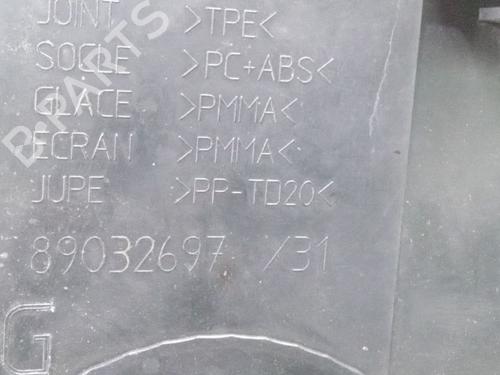 JOINT >TPE<
SOCLE >PC+ABS<
GLACE >PMMA<
ECRAN >PMMA<
JUPE >PP-TD20<
89032697 /31
G
B-PARTS